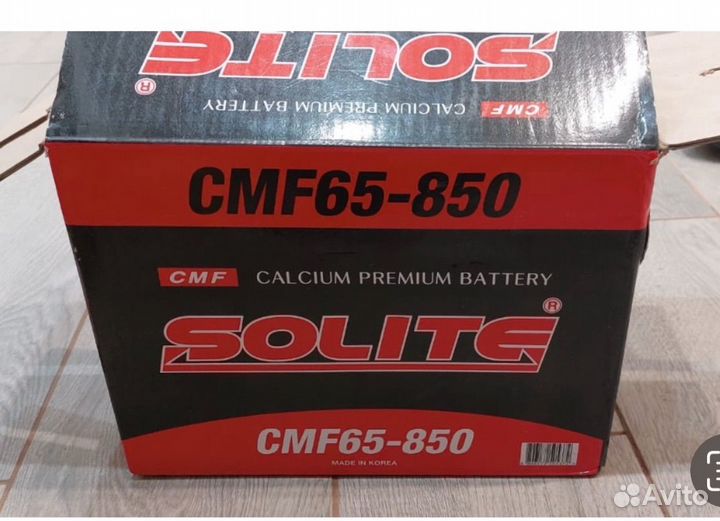 SOLITE
®
CMF CALCIUM PREMIUM BATTERY
CMF65-850
CMF CALCIUM PREMIUM BATTERY
SOLITE ®
CMF65-850
MADE IN KOREA
Avito